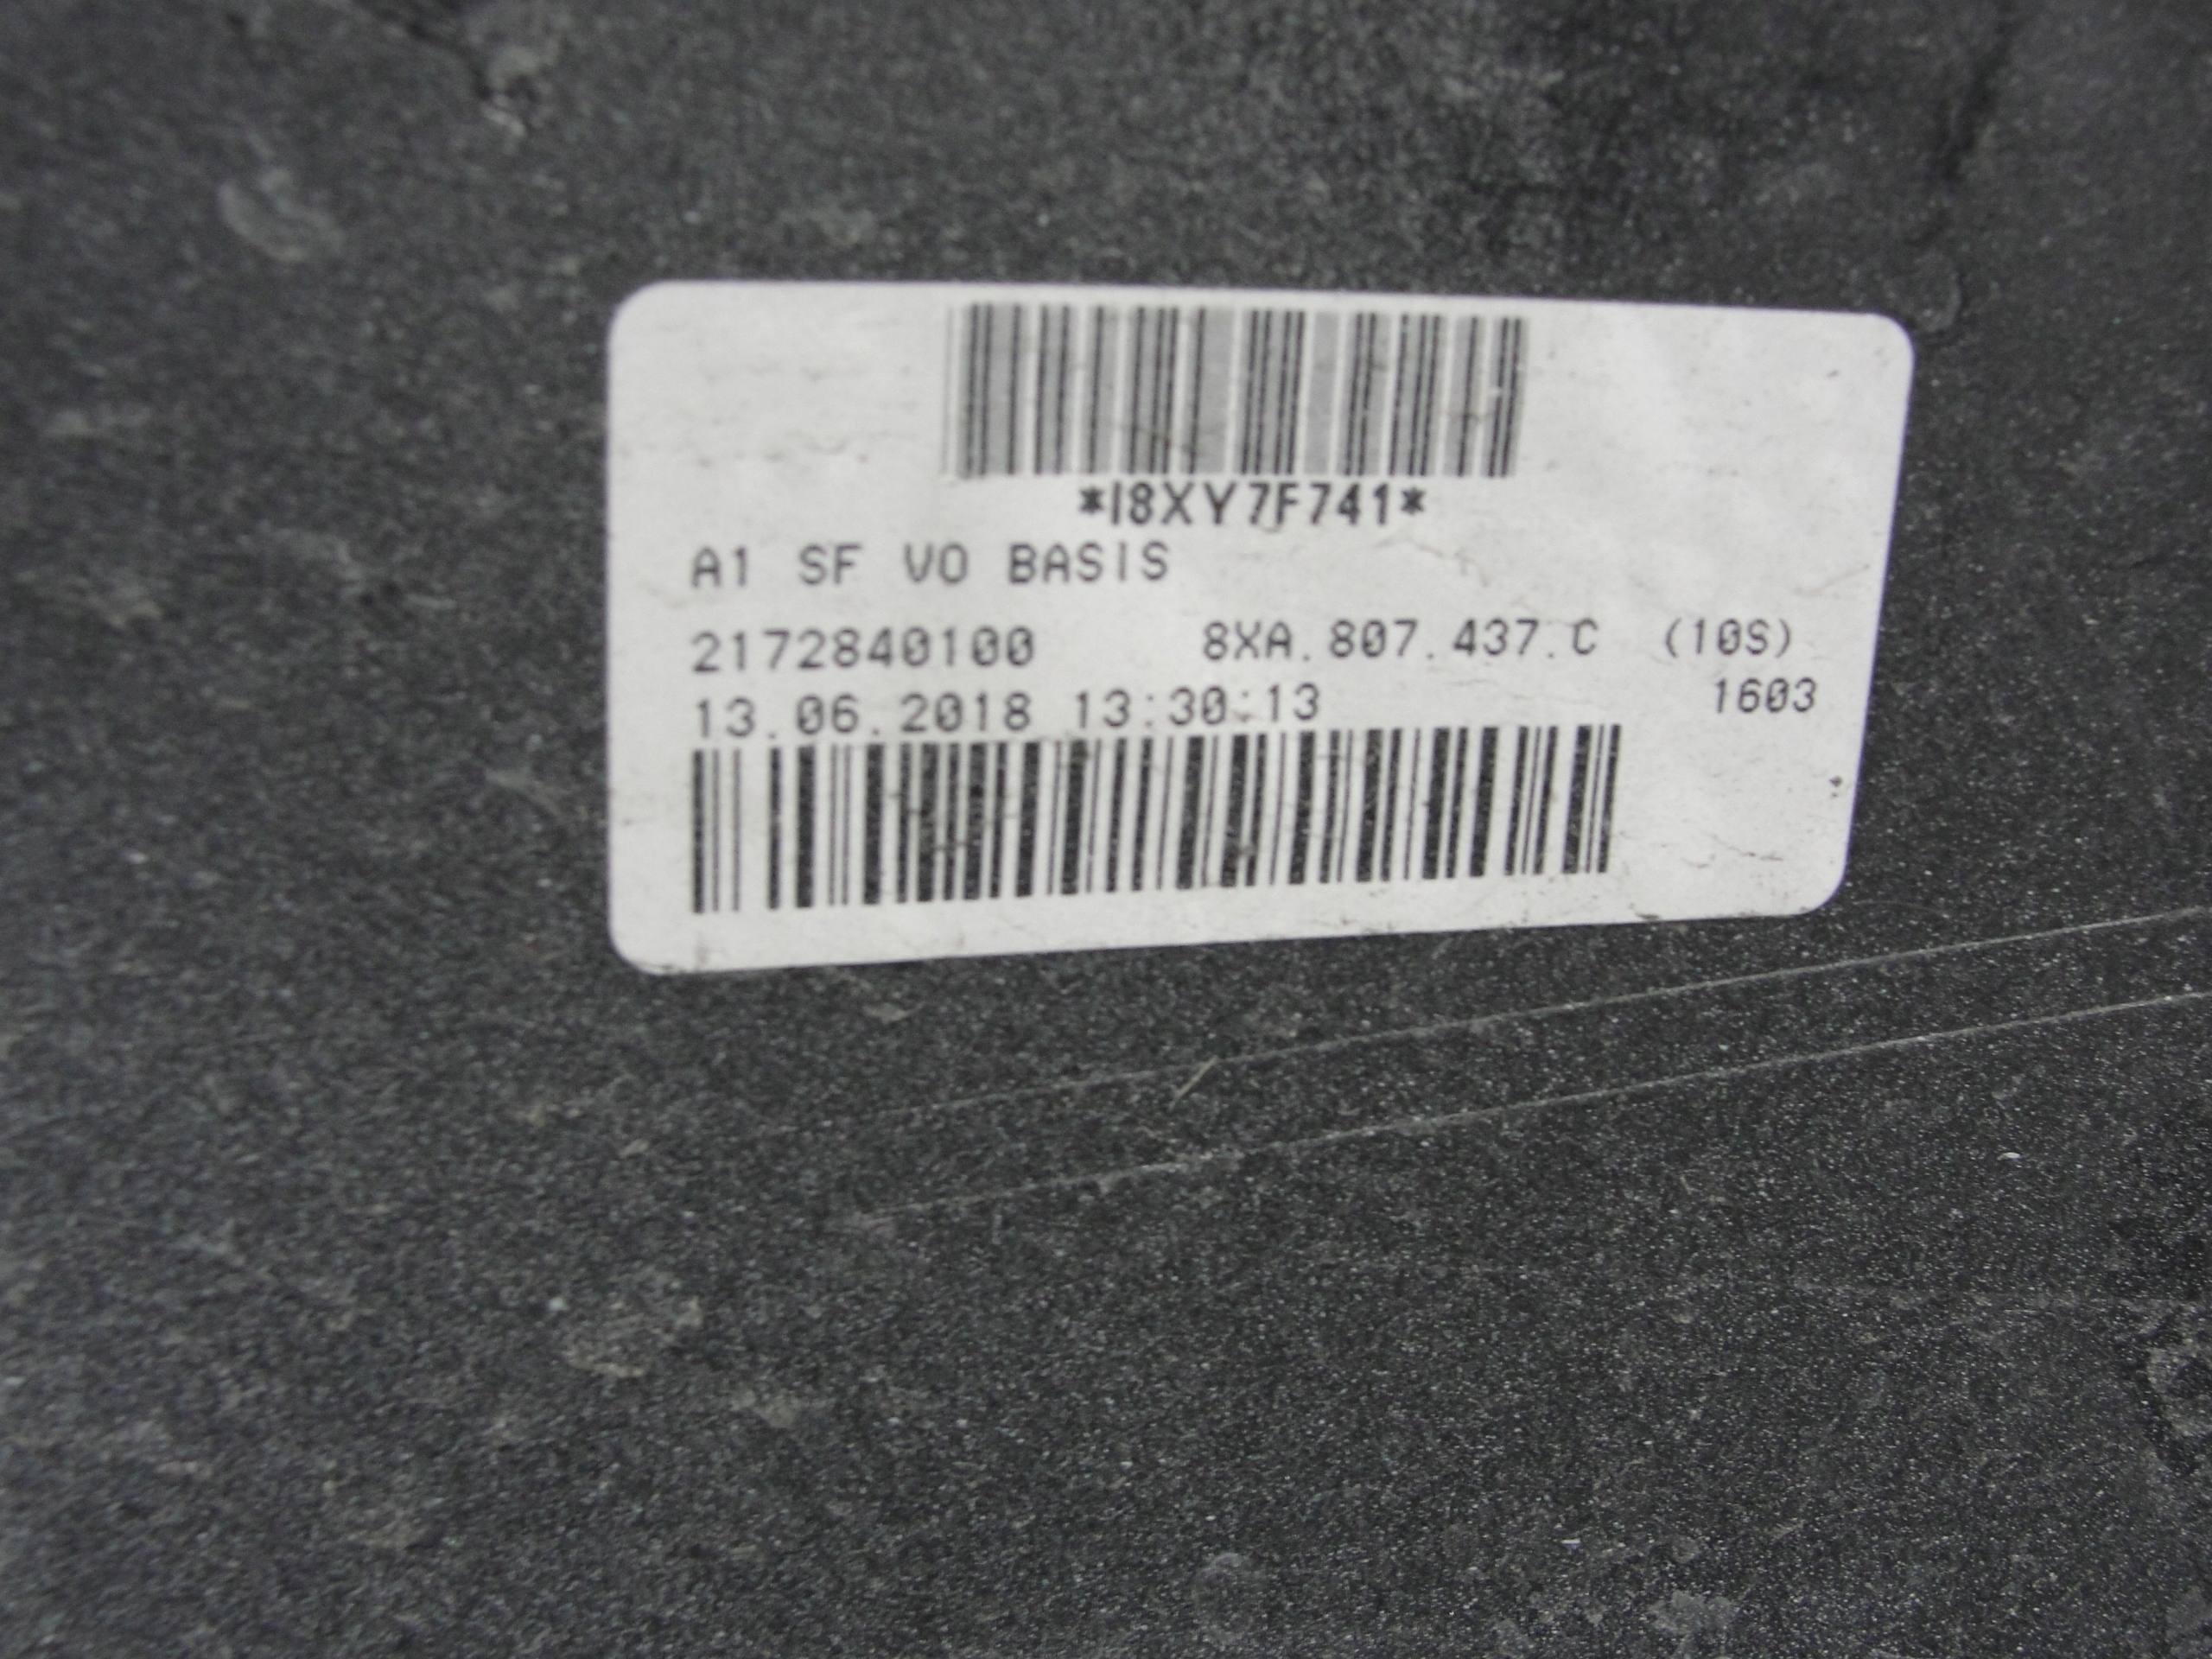 *I8XY7F741*
A1 SF VO BASIS
2172840100 8XA.807.437.C (10S)
13.06.2018 13:30:13 1603